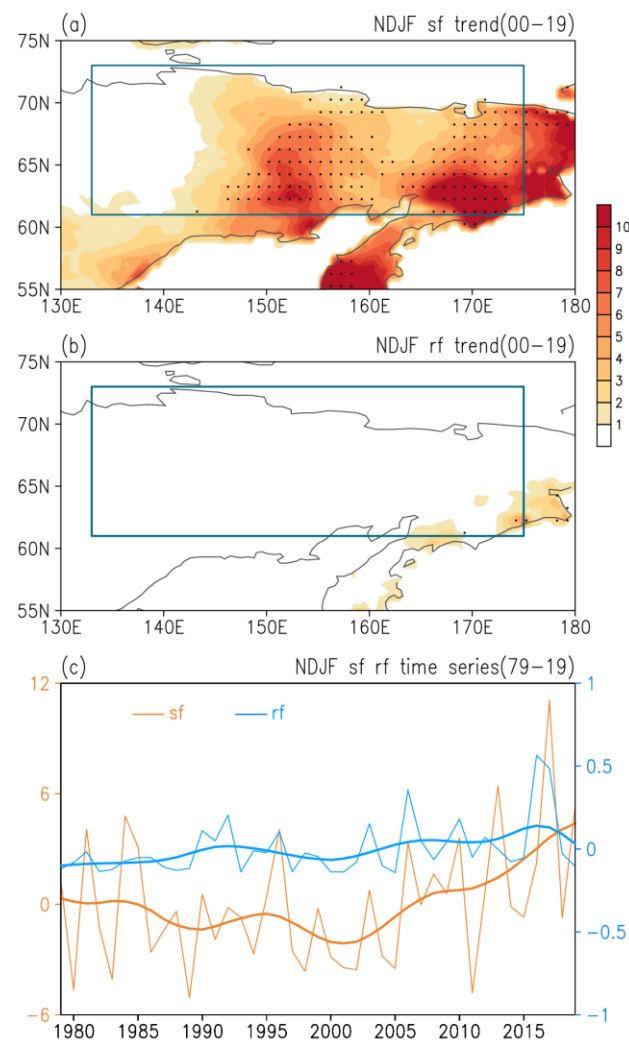 (a) NDJF sf trend(00-19)
75N
70N
65N
60N
55N
130E 140E 150E 160E 170E 180
10
9
8
7
6
5
4
3
2
1
(b) NDJF rf trend(00-19)
75N
70N
65N
60N
55N
130E 140E 150E 160E 170E 180
(c) NDJF sf rf time series(79-19)
12 1
sf rf
6 0.5
0 0
-0.5
-6 -1
1980 1985 1990 1995 2000 2005 2010 2015